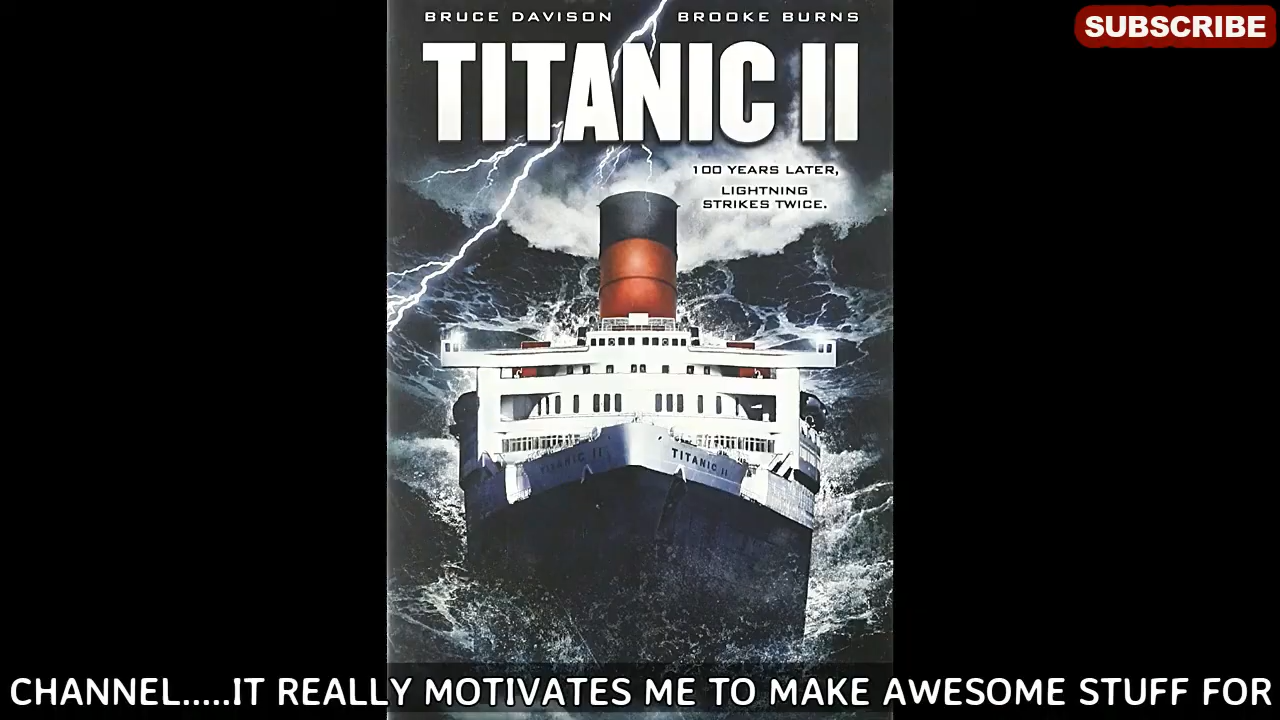 BRUCE DAVISON BROOKE BURNS
SUBSCRIBE
TITANIC II
100 YEARS LATER,
LIGHTNING
STRIKES TWICE.
TITANIC II TITANIC II
CHANNEL.....IT REALLY MOTIVATES ME TO MAKE AWESOME STUFF FOR